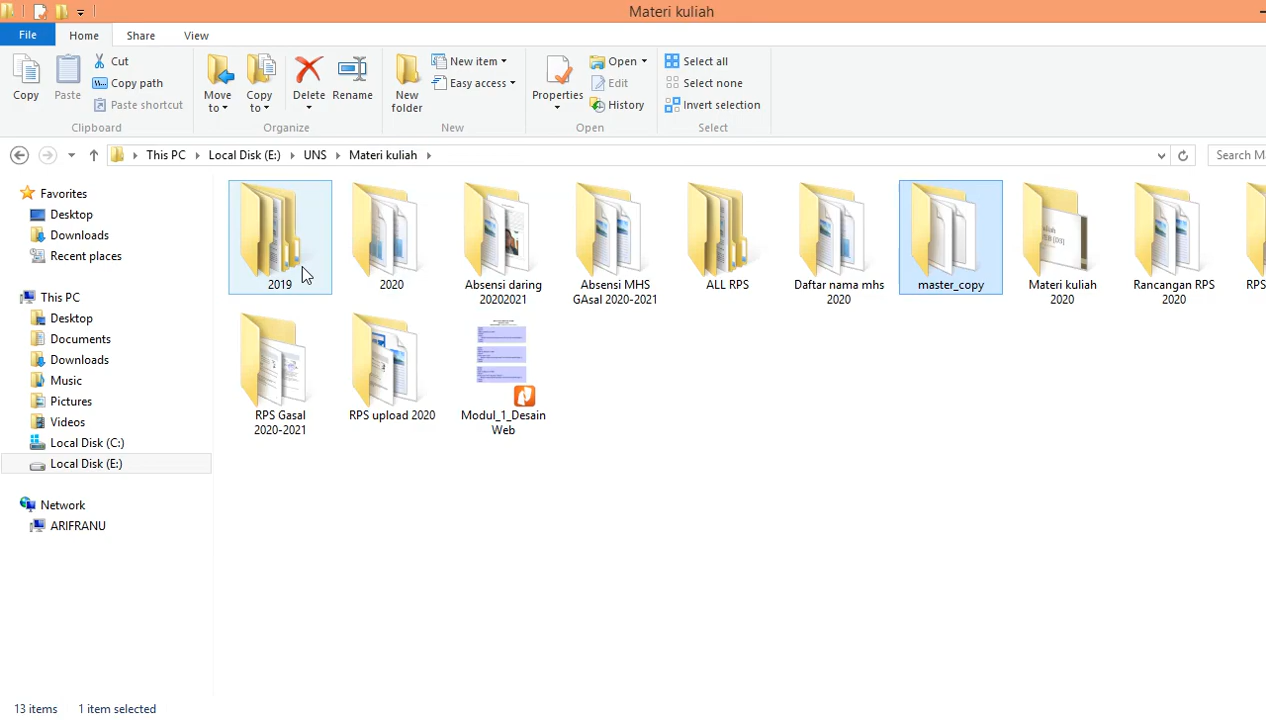 Materi kuliah
File
Home
Share
View
Copy
Paste
Cut
Copy path
Paste shortcut
Clipboard
Move
to
Copy
to
Delete
Rename
Organize
New
folder
New item
Easy access
New
Properties
Open
Edit
History
Open
Select all
Select none
Invert selection
Select
This PC
Local Disk (E:)
UNS
Materi kuliah
Search Ma
Favorites
Desktop
Downloads
Recent places
This PC
Desktop
Documents
Downloads
Music
Pictures
Videos
Local Disk (C:)
Local Disk (E:)
Network
ARIFRANU
2019
2020
Absensi daring
20202021
Absensi MHS
GAsal 2020-2021
ALL RPS
Daftar nama mhs
2020
master_copy
Materi kuliah
2020
Rancangan RPS
2020
RPS
RPS Gasal
2020-2021
RPS upload 2020
Modul_1_Desain
Web
13 items
1 item selected